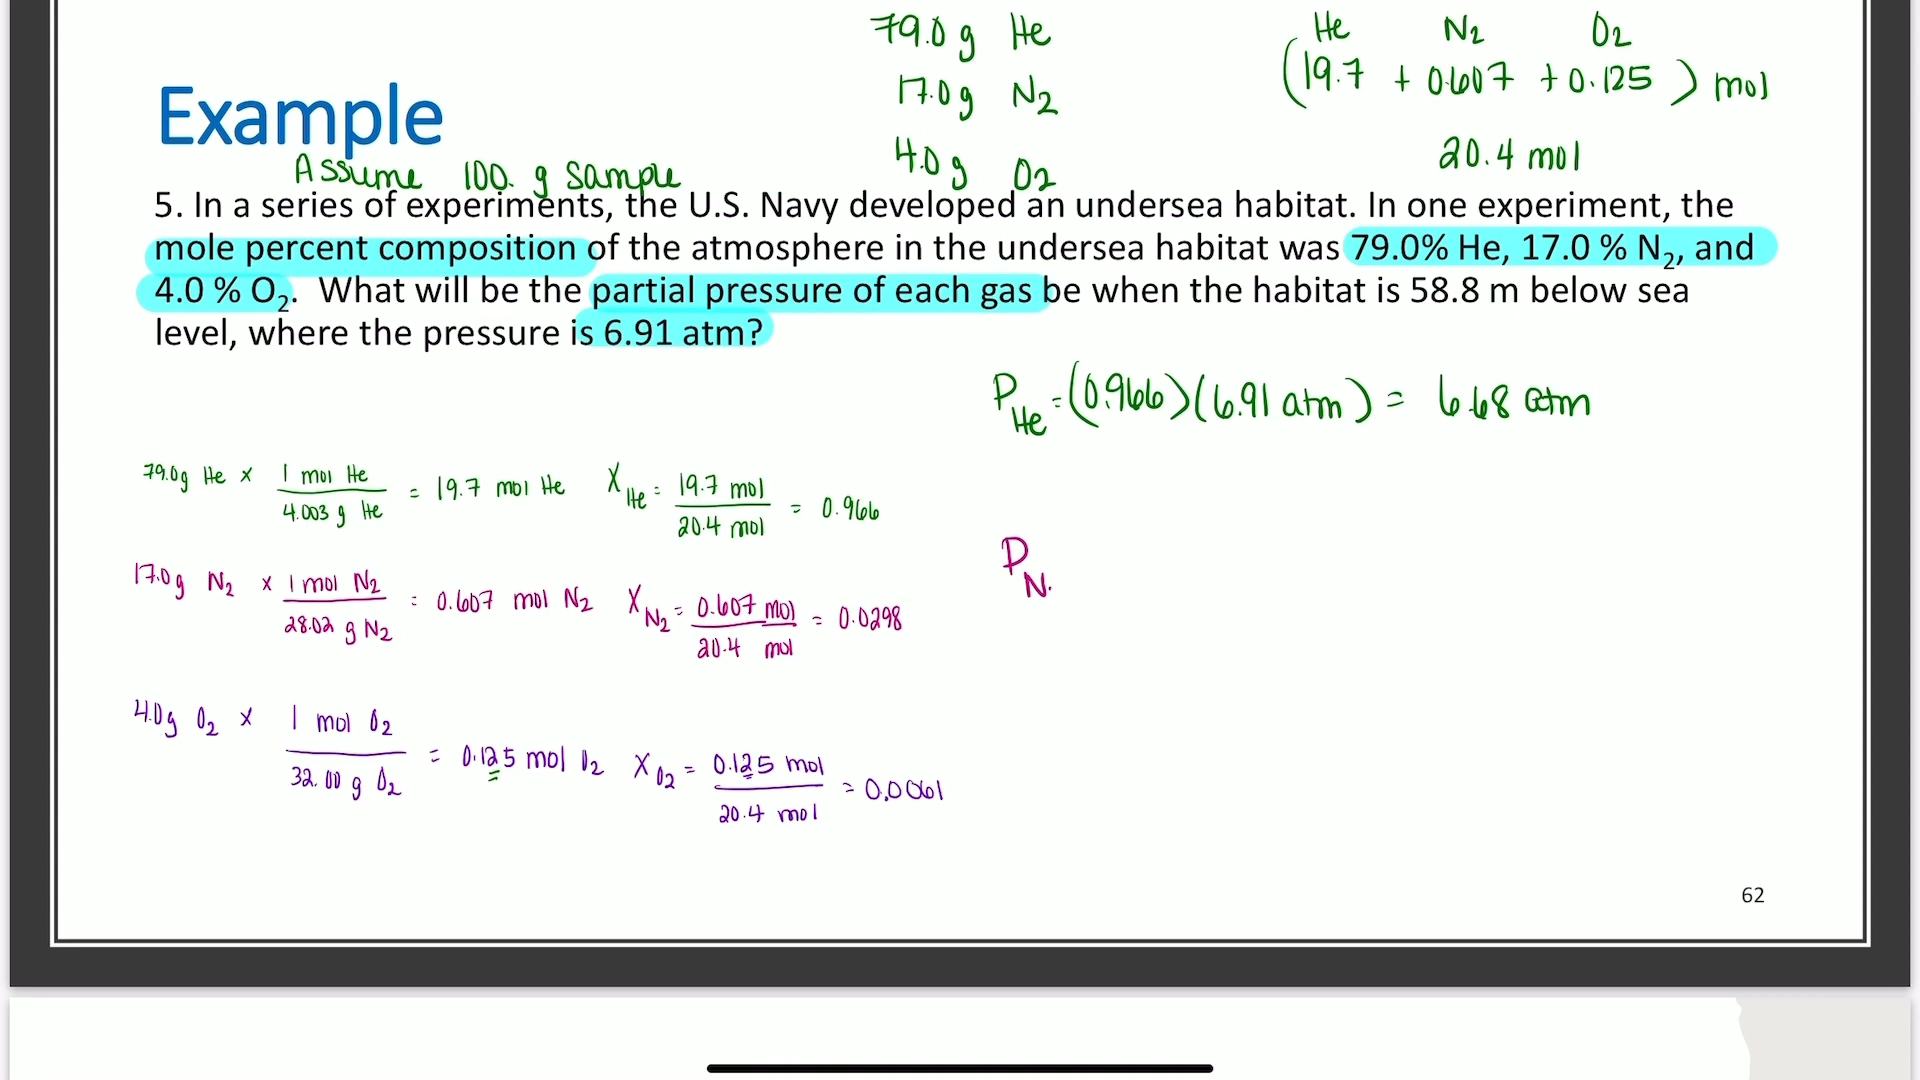 79.0 g He
17.0 g N₂
4.0 g O₂
He N₂ O₂
(19.7 + 0.607 + 0.125) mol
20.4 mol
Example
Assume 100. g sample
5. In a series of experiments, the U.S. Navy developed an undersea habitat. In one experiment, the
mole percent composition of the atmosphere in the undersea habitat was 79.0% He, 17.0 % N₂, and
4.0 % O₂. What will be the partial pressure of each gas be when the habitat is 58.8 m below sea
level, where the pressure is 6.91 atm?
P_He = (0.966)(6.91 atm) = 6.68 atm
79.0g He x 1 mol He / 4.003 g He = 19.7 mol He X_He = 19.7 mol / 20.4 mol = 0.966
P_N.
17.0g N₂ x 1 mol N₂ / 28.02 g N₂ = 0.607 mol N₂ X_N₂ = 0.607 mol / 20.4 mol = 0.0298
4.0g O₂ x 1 mol O₂ / 32.00 g O₂ = 0.125 mol O₂ X_O₂ = 0.125 mol / 20.4 mol = 0.0061
62